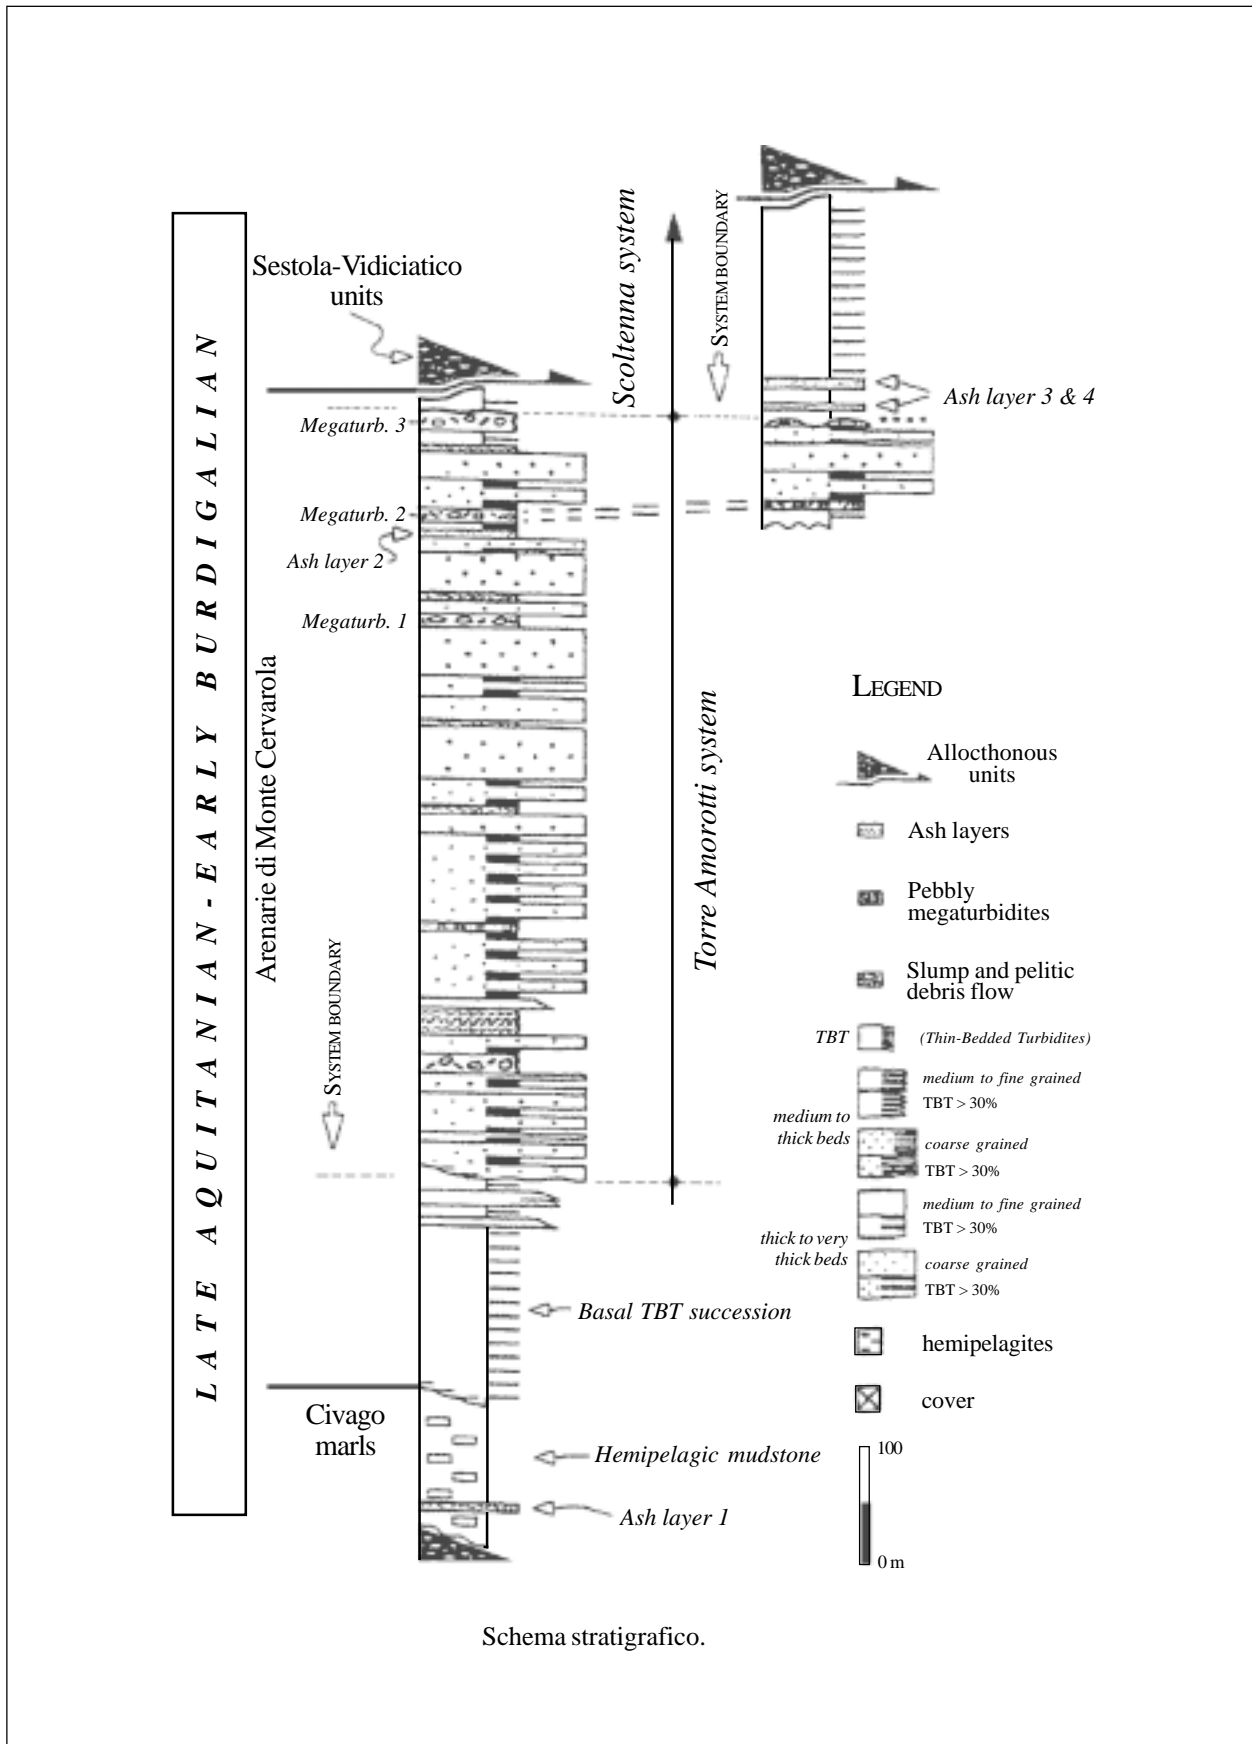 LATE AQUITANIAN-EARLY BURDIGALIAN
Sestola-Vidiciatico
units
Arenarie di Monte Cervarola
Megaturb. 3
Megaturb. 2
Ash layer 2
Megaturb. 1
SYSTEM BOUNDARY
Civago
marls
Scoltenna system
Torre Amorotti system
SYSTEM BOUNDARY
Ash layer 3 & 4
Basal TBT succession
Hemipelagic mudstone
Ash layer 1
LEGEND
Allocthonous
units
Ash layers
Pebbly
megaturbidites
Slump and pelitic
debris flow
TBT
(Thin-Bedded Turbidites)
medium to
thick beds
medium to fine grained
TBT > 30%
coarse grained
TBT > 30%
thick to very
thick beds
medium to fine grained
TBT > 30%
coarse grained
TBT > 30%
hemipelagites
cover
100
0 m
Schema stratigrafico.